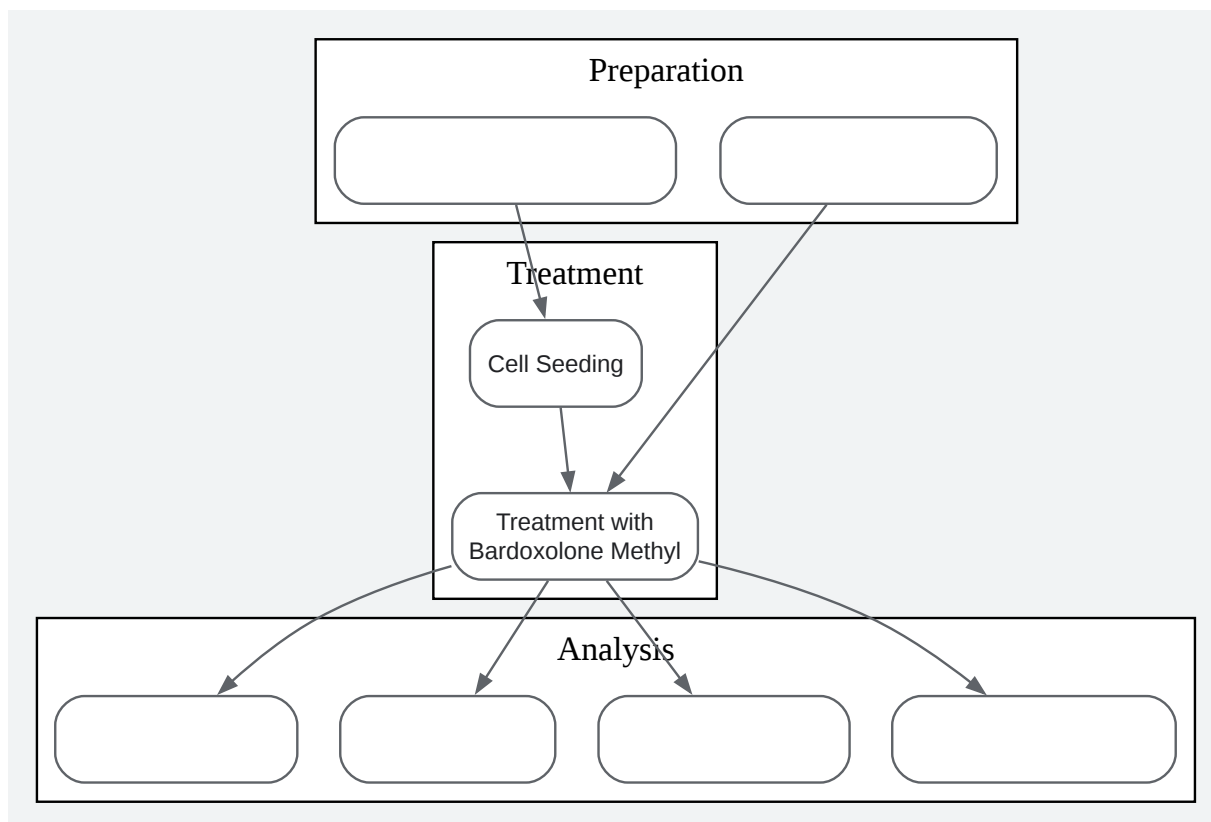 Preparation
Treatment
Cell Seeding
Treatment with
Bardoxolone Methyl
Analysis